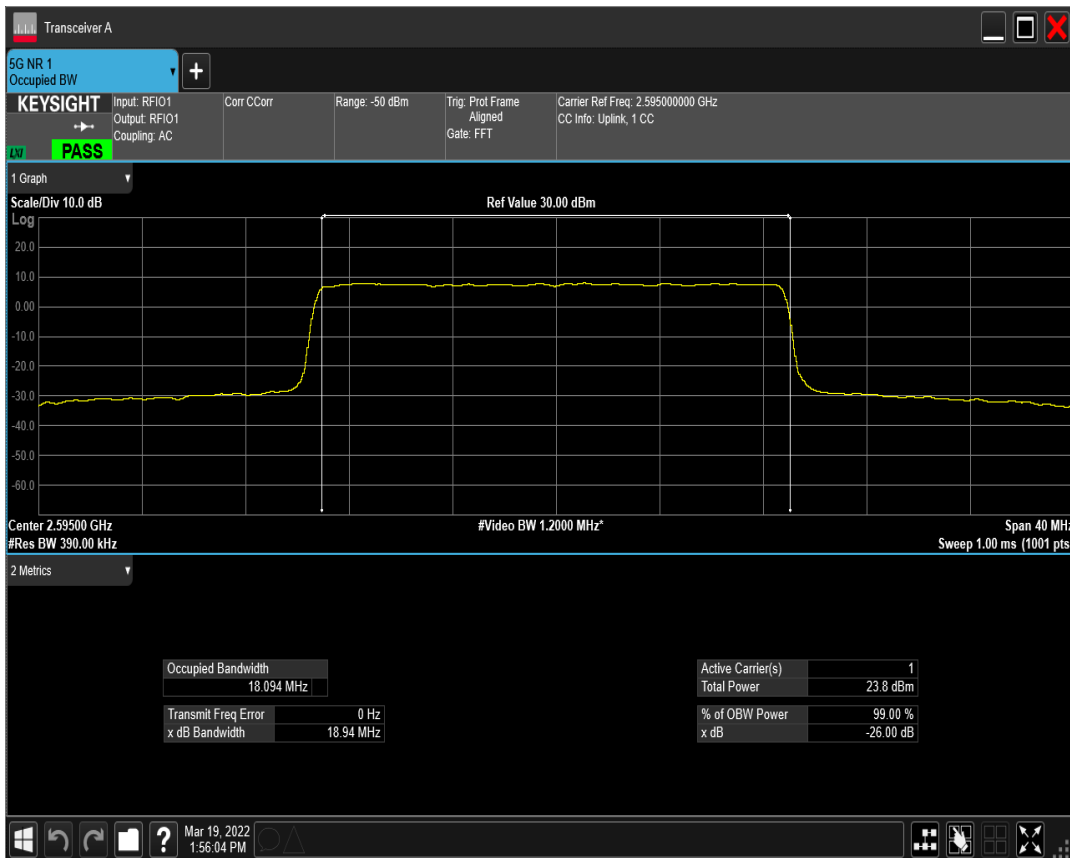 Transceiver A
5G NR 1
Occupied BW
+
KEYSIGHT
LXI
PASS
Input: RFIO1
Output: RFIO1
Coupling: AC
Corr CCorr
Range: -50 dBm
Trig: Prot Frame
Aligned
Gate: FFT
Carrier Ref Freq: 2.595000000 GHz
CC Info: Uplink, 1 CC
1 Graph
Scale/Div 10.0 dB
Ref Value 30.00 dBm
Log
20.0
10.0
0.00
-10.0
-20.0
-30.0
-40.0
-50.0
-60.0
Center 2.59500 GHz
#Video BW 1.2000 MHz*
Span 40 MHz
#Res BW 390.00 kHz
Sweep 1.00 ms (1001 pts
2 Metrics
Occupied Bandwidth
18.094 MHz
Transmit Freq Error 0 Hz
x dB Bandwidth 18.94 MHz
Active Carrier(s) 1
Total Power 23.8 dBm
% of OBW Power 99.00 %
x dB -26.00 dB
?
Mar 19, 2022
1:56:04 PM